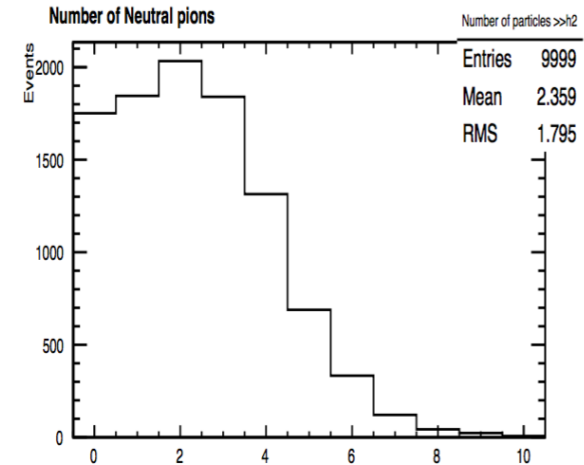 Number of Neutral pions
Number of particles >>h2
Entries 9999
Mean 2.359
RMS 1.795
Events
2000
1500
1000
500
0
0 2 4 6 8 10